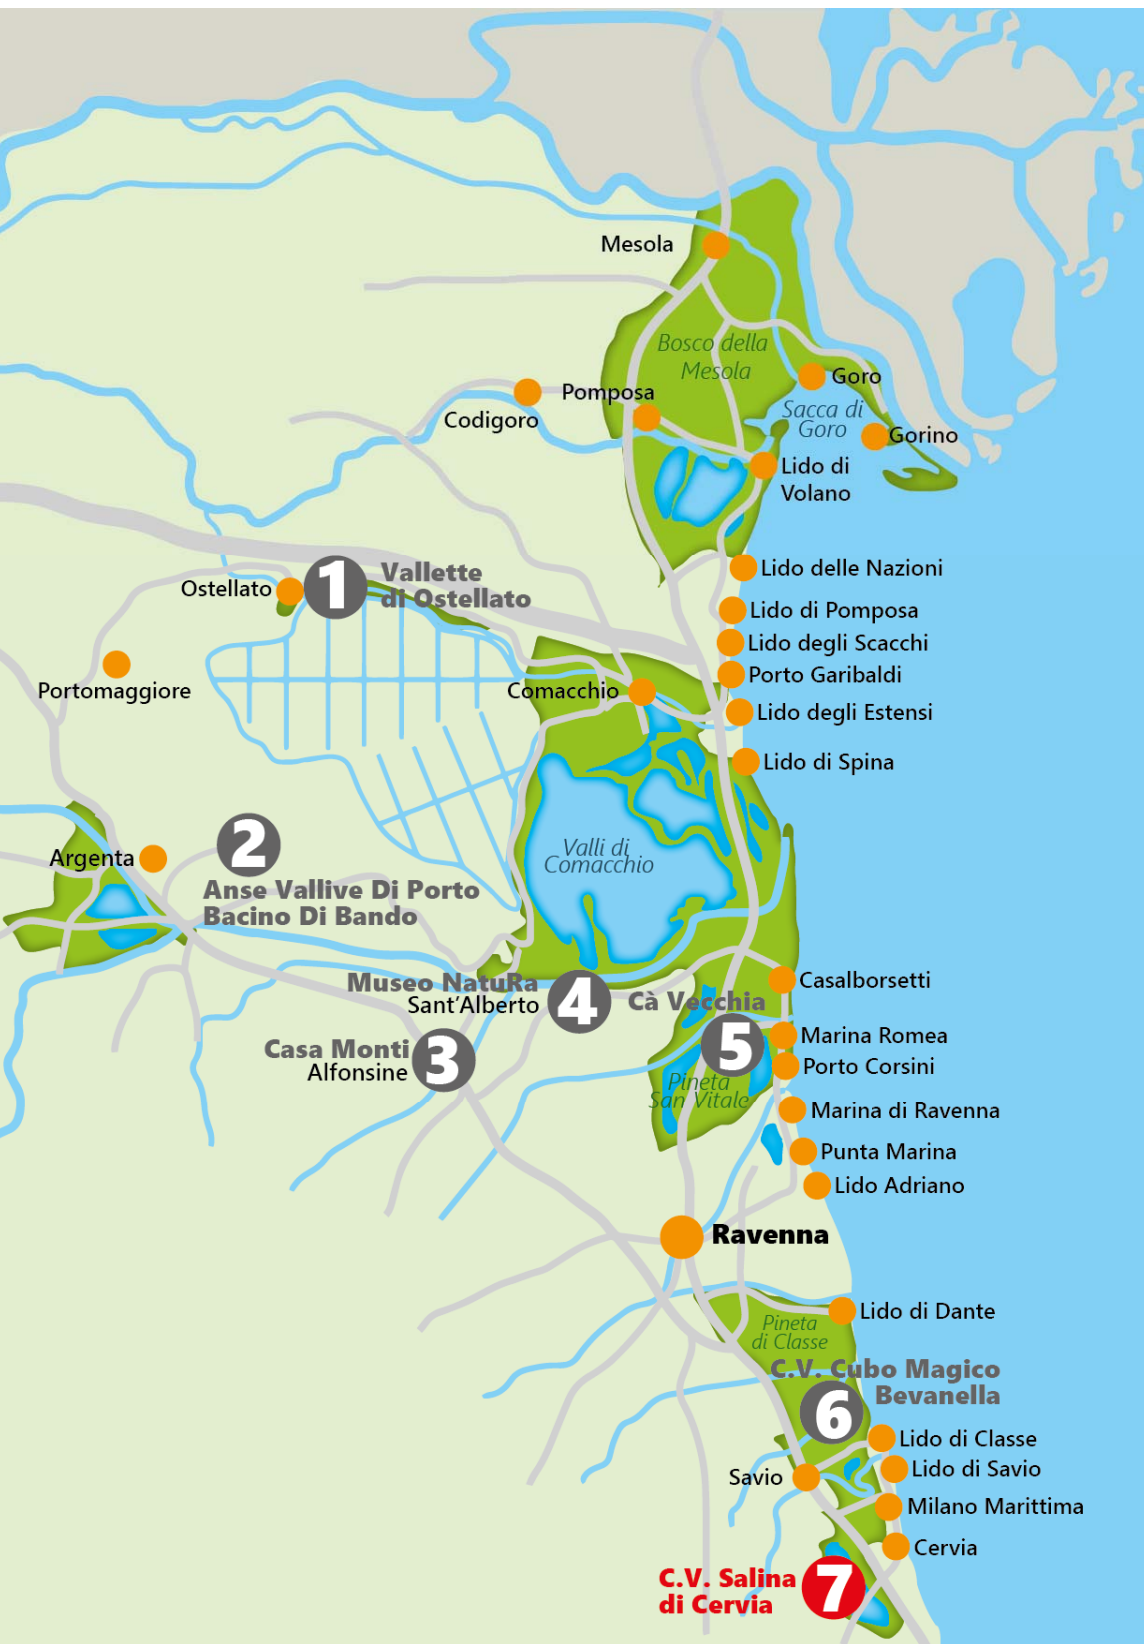 Mesola
Bosco della
Mesola
Goro
Pomposa
Codigoro
Sacca di
Goro
Gorino
Lido di
Volano
Lido delle Nazioni
1
Vallette
di Ostellato
Ostellato
Lido di Pomposa
Lido degli Scacchi
Portomaggiore
Comacchio
Porto Garibaldi
Lido degli Estensi
Lido di Spina
Argenta
2
Anse Vallive Di Porto
Bacino Di Bando
Valli di
Comacchio
Museo NatuRa
Sant'Alberto
4
Cà Vecchia
5
Casalborsetti
Casa Monti
Alfonsine
3
Marina Romea
Porto Corsini
Pineta
San Vitale
Marina di Ravenna
Punta Marina
Lido Adriano
Ravenna
Lido di Dante
Pineta
di Classe
C.V. Cubo Magico
Bevanella
6
Lido di Classe
Savio
Lido di Savio
Milano Marittima
Cervia
C.V. Salina
di Cervia
7